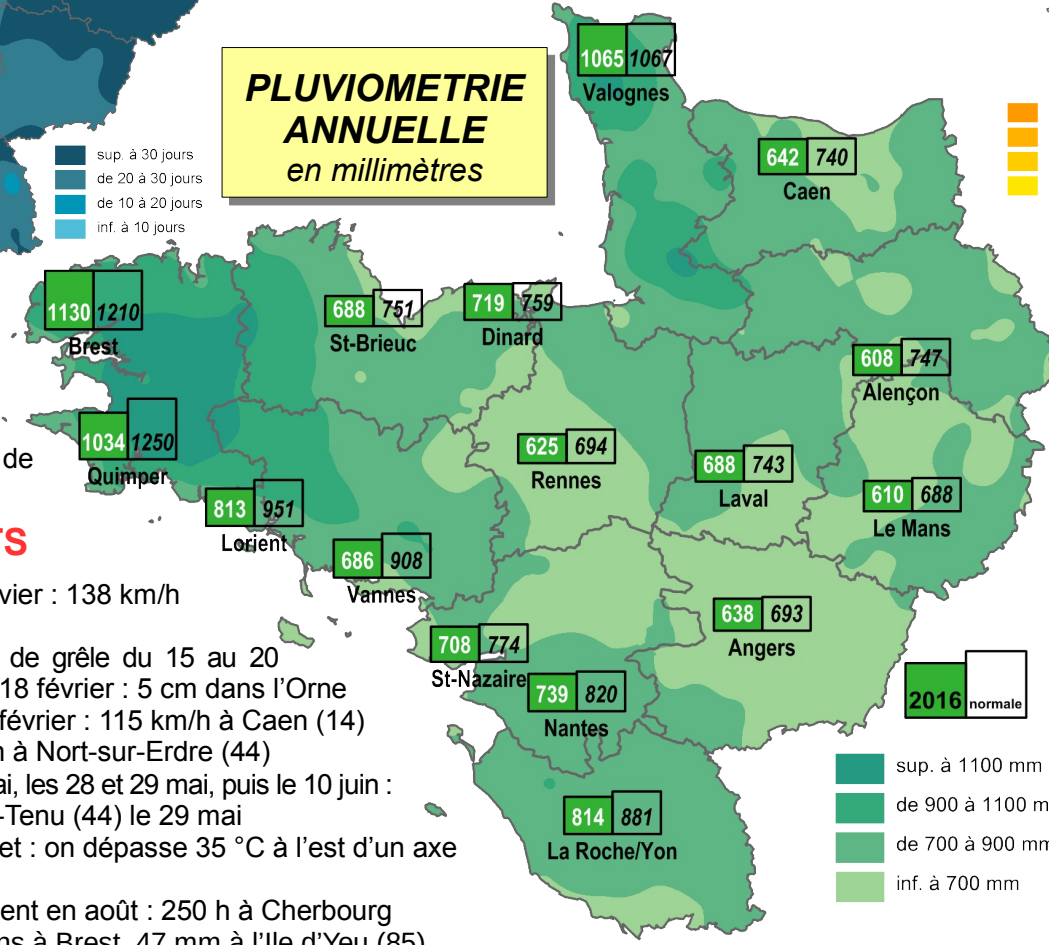 PLUVIOMETRIE
ANNUELLE
en millimètres
sup. à 30 jours
de 20 à 30 jours
de 10 à 20 jours
inf. à 10 jours
1065 1067
Valognes
642 740
Caen
1130 1210
Brest
688 751
St-Brieuc
719 759
Dinard
608 747
Alençon
1034 1250
Quimper
625 694
Rennes
688 743
Laval
610 688
Le Mans
813 951
Lorient
686 908
Vannes
638 693
Angers
708 774
St-Nazaire
739 820
Nantes
814 881
La Roche/Yon
2016 normale
sup. à 1100 mm
de 900 à 1100 m
de 700 à 900 mm
inf. à 700 mm
de
TS
vier : 138 km/h
de grêle du 15 au 20
18 février : 5 cm dans l’Orne
février : 115 km/h à Caen (14)
à Nort-sur-Erdre (44)
ai, les 28 et 29 mai, puis le 10 juin :
-Tenu (44) le 29 mai
et : on dépasse 35 °C à l’est d’un axe
ent en août : 250 h à Cherbourg
ns à Brest, 47 mm à l’Ile d’Yeu (85)